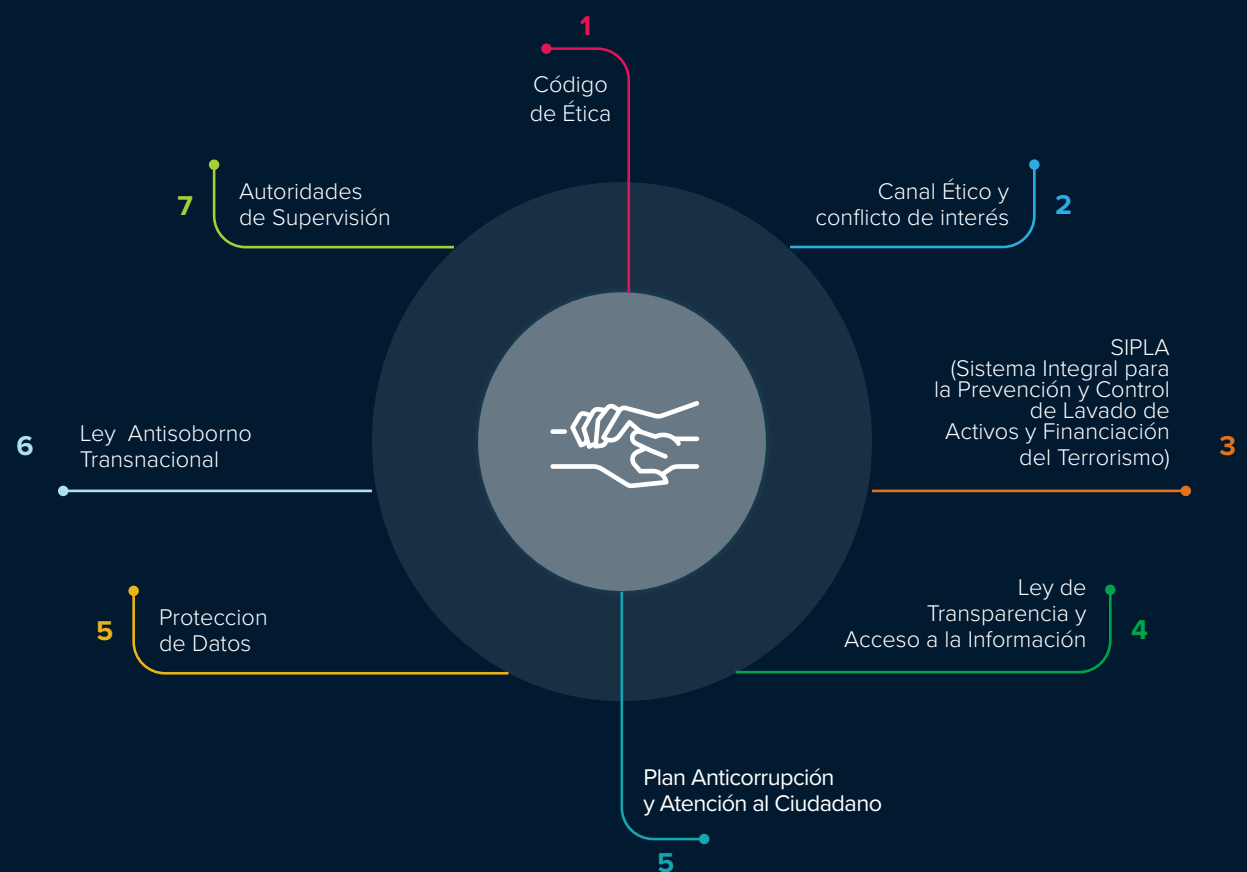 1
Código
de Ética
Canal Ético y
conflicto de interés
2
SIPLA
(Sistema Integral para
la Prevención y Control
de Lavado de
Activos y Financiación
del Terrorismo)
3
Ley de
Transparencia y
Acceso a la Información
4
Plan Anticorrupción
y Atención al Ciudadano
5
Proteccion
de Datos
5
Ley Antisoborno
Transnacional
6
Autoridades
de Supervisión
7